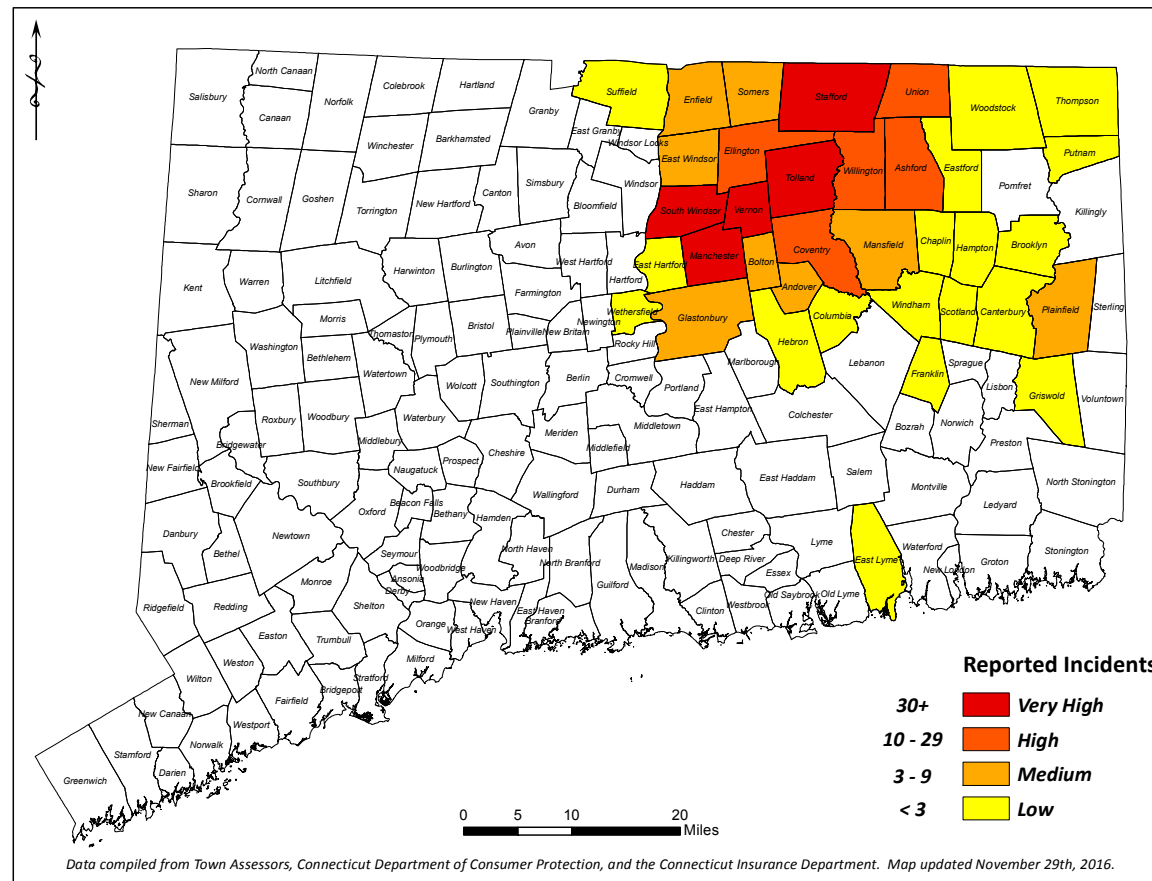 North Canaan
Colebrook
Hartland
Salisbury
Norfolk
Canaan
Granby
Suffield
Enfield
Somers
Stafford
Union
Woodstock
Thompson
Winchester
Barkhamsted
East Granby
Windsor Locks
Putnam
Ellington
East Windsor
Willington
Ashford
Eastford
Pomfret
Sharon
Cornwall
Goshen
Torrington
New Hartford
Canton
Simsbury
Bloomfield
Windsor
Tolland
Killingly
South Windsor
Vernon
Avon
West Hartford
Hartford
East Hartford
Manchester
Bolton
Coventry
Mansfield
Chaplin
Hampton
Brooklyn
Kent
Warren
Litchfield
Harwinton
Burlington
Farmington
Andover
Windham
Scotland
Canterbury
Plainfield
Sterling
Morris
Thomaston
Plymouth
Bristol
Plainville
New Britain
Newington
Wethersfield
Rocky Hill
Glastonbury
Hebron
Columbia
Washington
Bethlehem
Watertown
Marlborough
Lebanon
Franklin
Sprague
Lisbon
Griswold
Voluntown
New Milford
Wolcott
Southington
Berlin
Cromwell
Portland
East Hampton
Colchester
Sherman
Roxbury
Woodbury
Waterbury
Middlebury
Bozrah
Norwich
Preston
Bridgewater
Meriden
Middlefield
Middletown
New Fairfield
Brookfield
Southbury
Naugatuck
Prospect
Cheshire
Wallingford
Durham
Haddam
East Haddam
Salem
Montville
North Stonington
Ledyard
Danbury
Bethel
Newtown
Oxford
Beacon Falls
Bethany
Hamden
North Haven
North Branford
Guilford
Madison
Killingworth
Chester
Deep River
Essex
Lyme
East Lyme
Waterford
New London
Groton
Stonington
Seymour
Woodbridge
Ansonia
Derby
Monroe
Shelton
Ridgefield
Redding
New Haven
East Haven
Branford
Clinton
Westbrook
Old Saybrook
Old Lyme
Easton
Trumbull
Orange
West Haven
Milford
Weston
Wilton
Stratford
Bridgeport
Fairfield
New Canaan
Westport
Norwalk
Stamford
Darien
Greenwich
Reported Incidents
30+ Very High
10 - 29 High
3 - 9 Medium
< 3 Low
0 5 10 20
Miles
Data compiled from Town Assessors, Connecticut Department of Consumer Protection, and the Connecticut Insurance Department. Map updated November 29th, 2016.